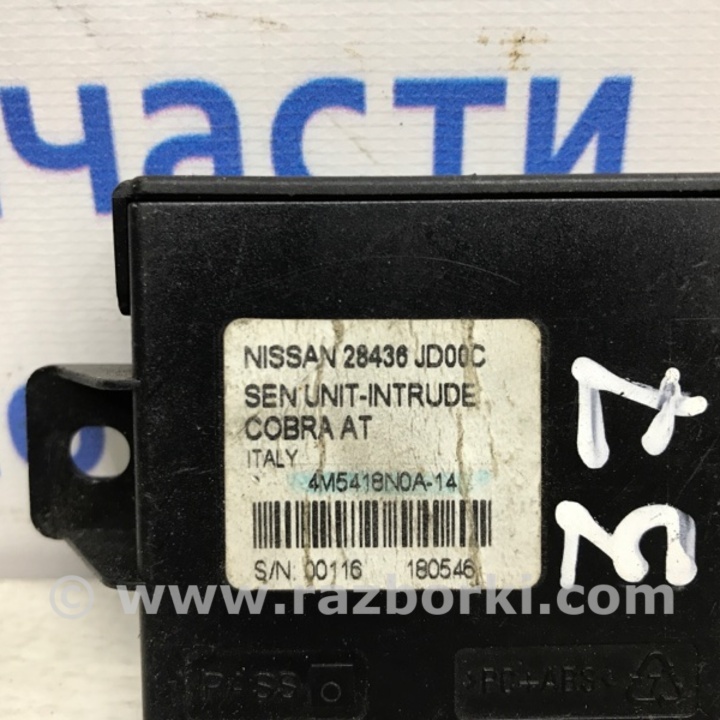 части
NISSAN 28436 JD00C
SEN UNIT-INTRUDE
COBRA AT
ITALY
4M5418N0A-14
S/N: 00116 180546
37
© www.razborki.com
PASS
>PC+ABS<